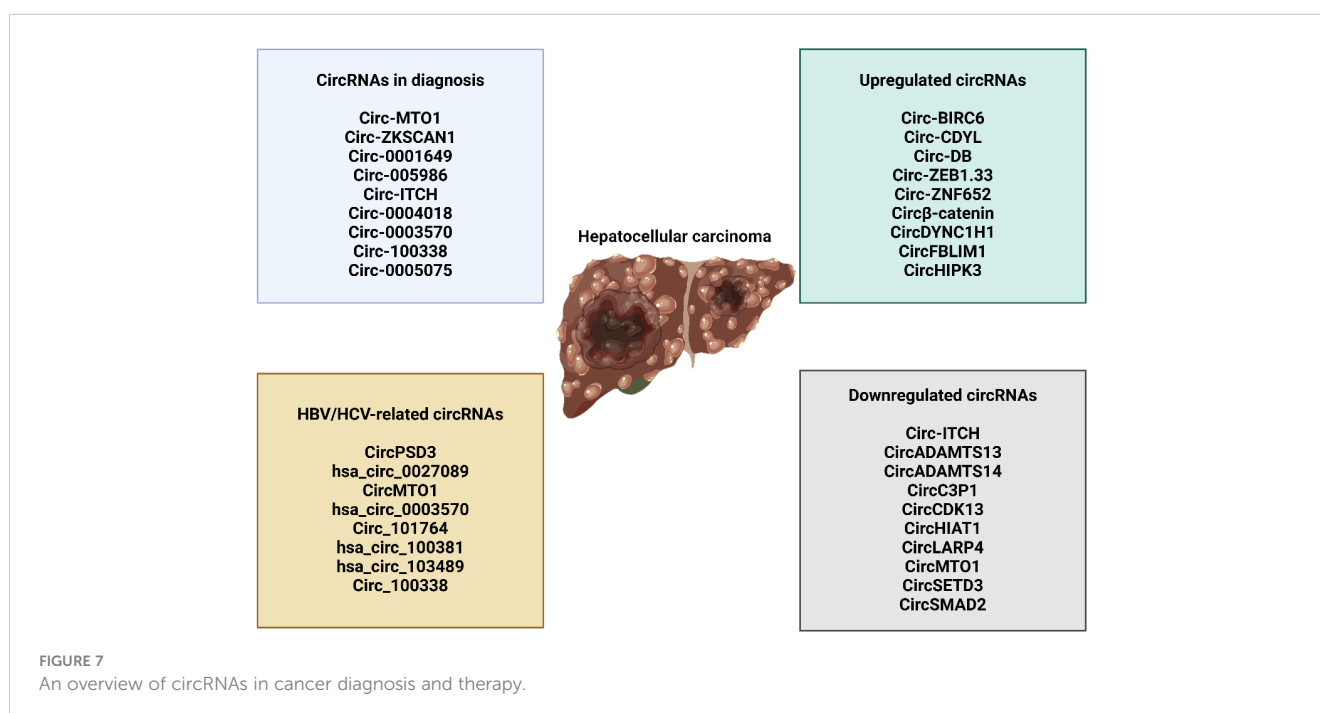 CircRNAs in diagnosis
Circ-MTO1
Circ-ZKSCAN1
Circ-0001649
Circ-005986
Circ-ITCH
Circ-0004018
Circ-0003570
Circ-100338
Circ-0005075
Upregulated circRNAs
Circ-BIRC6
Circ-CDYL
Circ-DB
Circ-ZEB1.33
Circ-ZNF652
Circβ-catenin
CircDYNC1H1
CircFBLIM1
CircHIPK3
Hepatocellular carcinoma
HBV/HCV-related circRNAs
CircPSD3
hsa_circ_0027089
CircMTO1
hsa_circ_0003570
Circ_101764
hsa_circ_100381
hsa_circ_103489
Circ_100338
Downregulated circRNAs
Circ-ITCH
CircADAMTS13
CircADAMTS14
CircC3P1
CircCDK13
CircHIAT1
CircLARP4
CircMTO1
CircSETD3
CircSMAD2
FIGURE 7
An overview of circRNAs in cancer diagnosis and therapy.